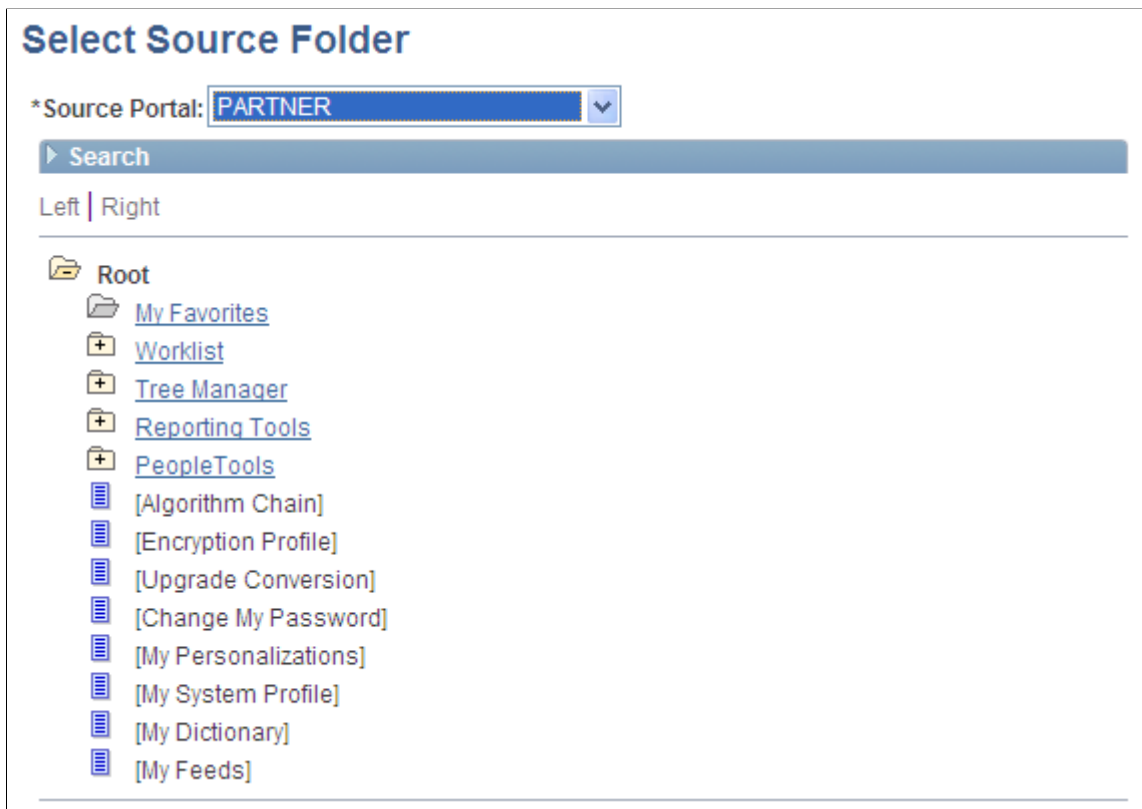 Select Source Folder
*Source Portal: PARTNER
Search
Left | Right
Root
My Favorites
Worklist
Tree Manager
Reporting Tools
PeopleTools
[Algorithm Chain]
[Encryption Profile]
[Upgrade Conversion]
[Change My Password]
[My Personalizations]
[My System Profile]
[My Dictionary]
[My Feeds]